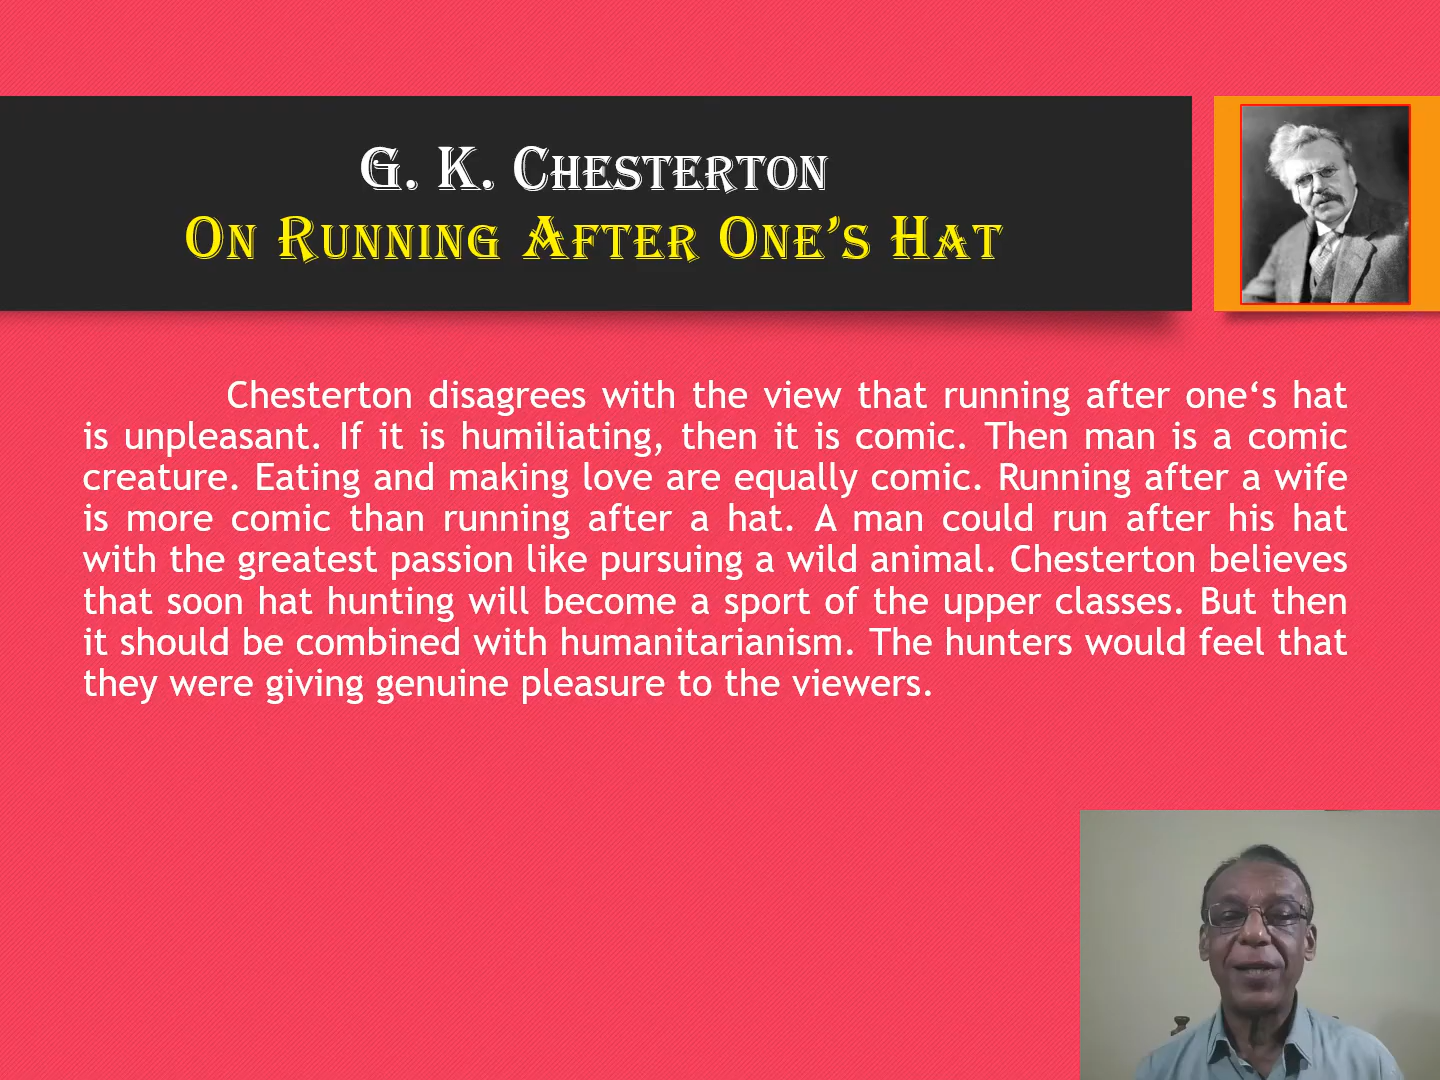 G. K. Chesterton
On Running After One’s Hat
Chesterton disagrees with the view that running after one‘s hat
is unpleasant. If it is humiliating, then it is comic. Then man is a comic
creature. Eating and making love are equally comic. Running after a wife
is more comic than running after a hat. A man could run after his hat
with the greatest passion like pursuing a wild animal. Chesterton believes
that soon hat hunting will become a sport of the upper classes. But then
it should be combined with humanitarianism. The hunters would feel that
they were giving genuine pleasure to the viewers.